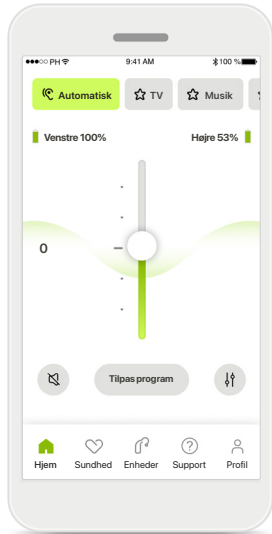 PH 9:41 AM 100 %
Automatisk TV Musik
Venstre 100% Højre 53%
0
Tilpas program
Hjem Sundhed Enheder Support Profil